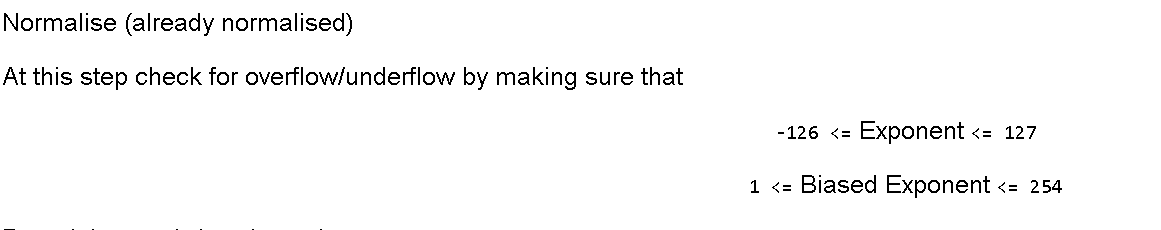 Normalise (already normalised)
At this step check for overflow/underflow by making sure that
-126 <= Exponent <= 127
1 <= Biased Exponent <= 254